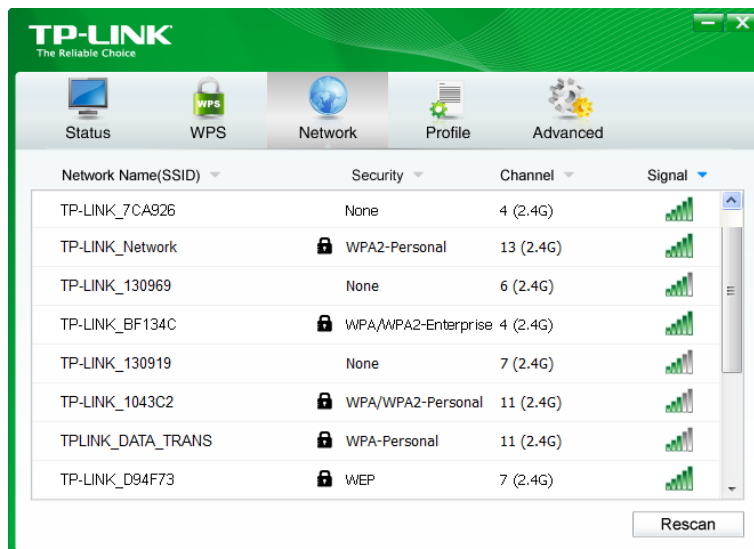 TP-LINK
The Reliable Choice
WPS
Status WPS Network Profile Advanced
Network Name(SSID) Security Channel Signal
TP-LINK_7CA926 None 4 (2.4G)
TP-LINK_Network WPA2-Personal 13 (2.4G)
TP-LINK_130969 None 6 (2.4G)
TP-LINK_BF134C WPA/WPA2-Enterprise 4 (2.4G)
TP-LINK_130919 None 7 (2.4G)
TP-LINK_1043C2 WPA/WPA2-Personal 11 (2.4G)
TPLINK_DATA_TRANS WPA-Personal 11 (2.4G)
TP-LINK_D94F73 WEP 7 (2.4G)
Rescan